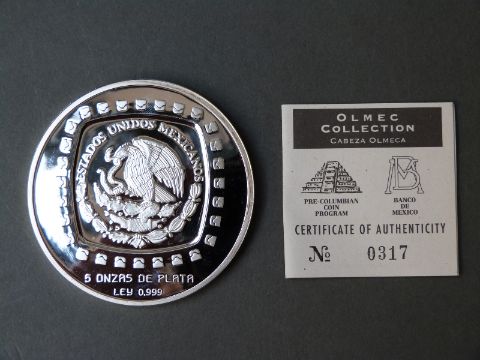 ESTADOS UNIDOS MEXICANOS
5 ONZAS DE PLATA
LEY 0.999
OLMEC
COLLECTION
CABEZA OLMECA
PRE-COLUMBIAN
COIN
PROGRAM
BM
BANCO
DE
MEXICO
CERTIFICATE OF AUTHENTICITY
Nº 0317